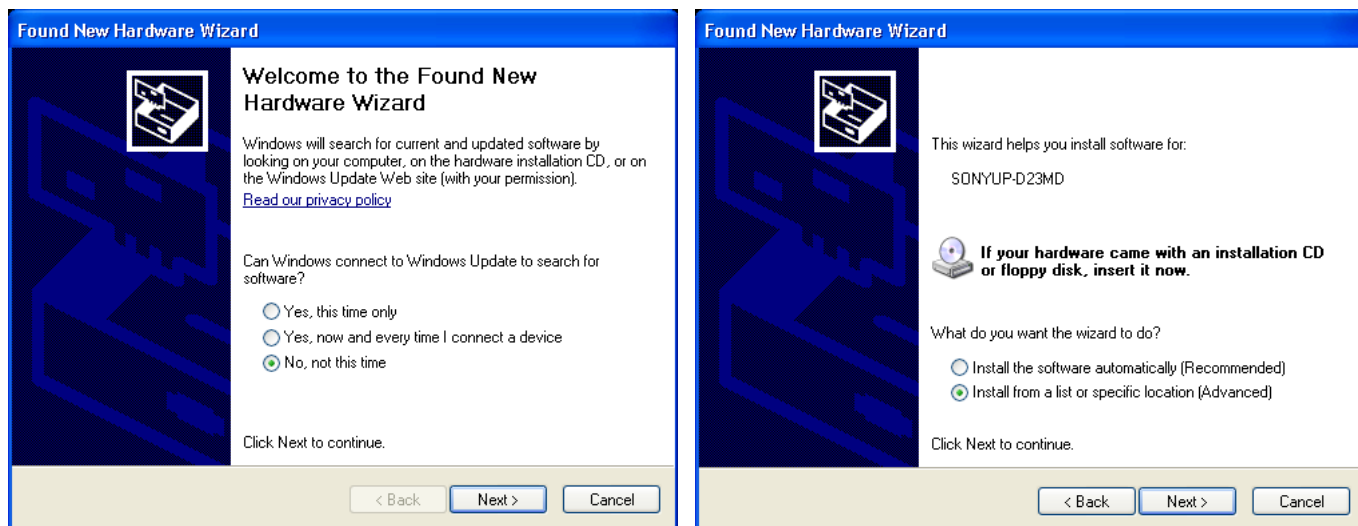 Found New Hardware Wizard
Welcome to the Found New
Hardware Wizard
Windows will search for current and updated software by
looking on your computer, on the hardware installation CD, or on
the Windows Update Web site (with your permission).
Read our privacy policy
Can Windows connect to Windows Update to search for
software?
Yes, this time only
Yes, now and every time I connect a device
No, not this time
Click Next to continue.
< Back
Next >
Cancel
Found New Hardware Wizard
This wizard helps you install software for:
SONYUP-D23MD
If your hardware came with an installation CD
or floppy disk, insert it now.
What do you want the wizard to do?
Install the software automatically (Recommended)
Install from a list or specific location (Advanced)
Click Next to continue.
< Back
Next >
Cancel